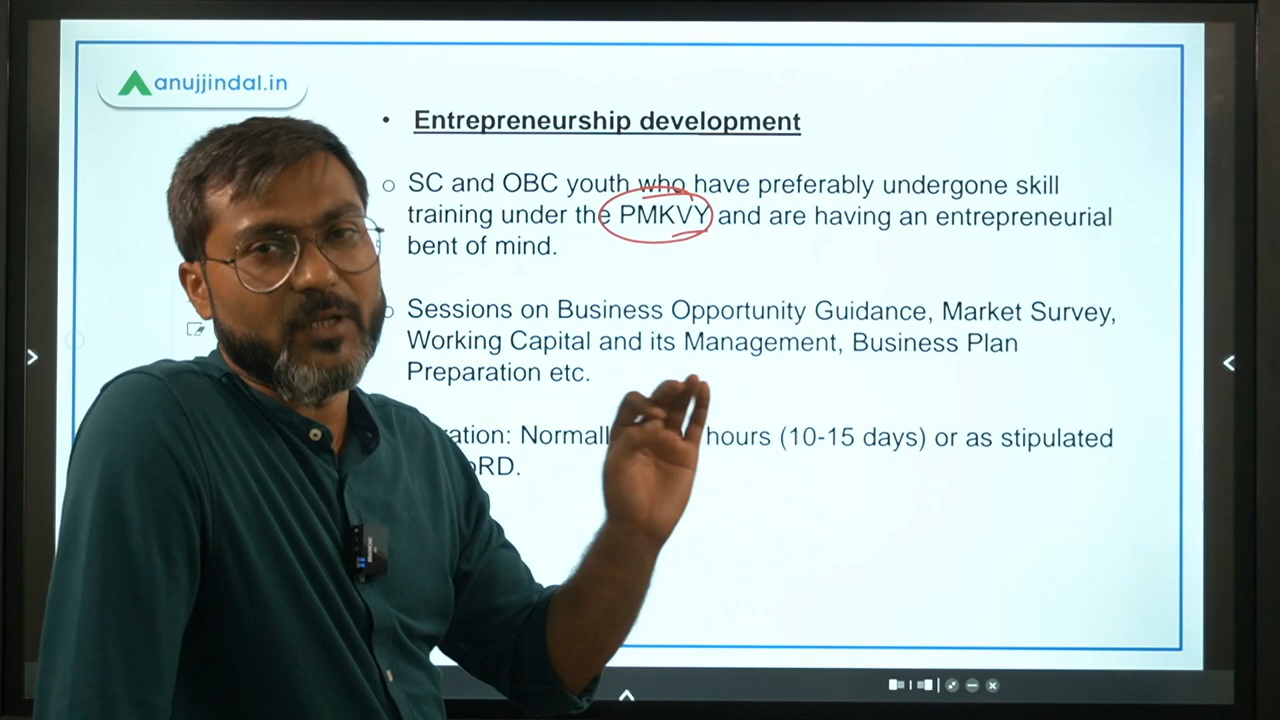 anujjindal.in
• Entrepreneurship development
SC and OBC youth who have preferably undergone skill
training under the PMKVY and are having an entrepreneurial
bent of mind.
Sessions on Business Opportunity Guidance, Market Survey,
Working Capital and its Management, Business Plan
Preparation etc.
hours (10-15 days) or as stipulated